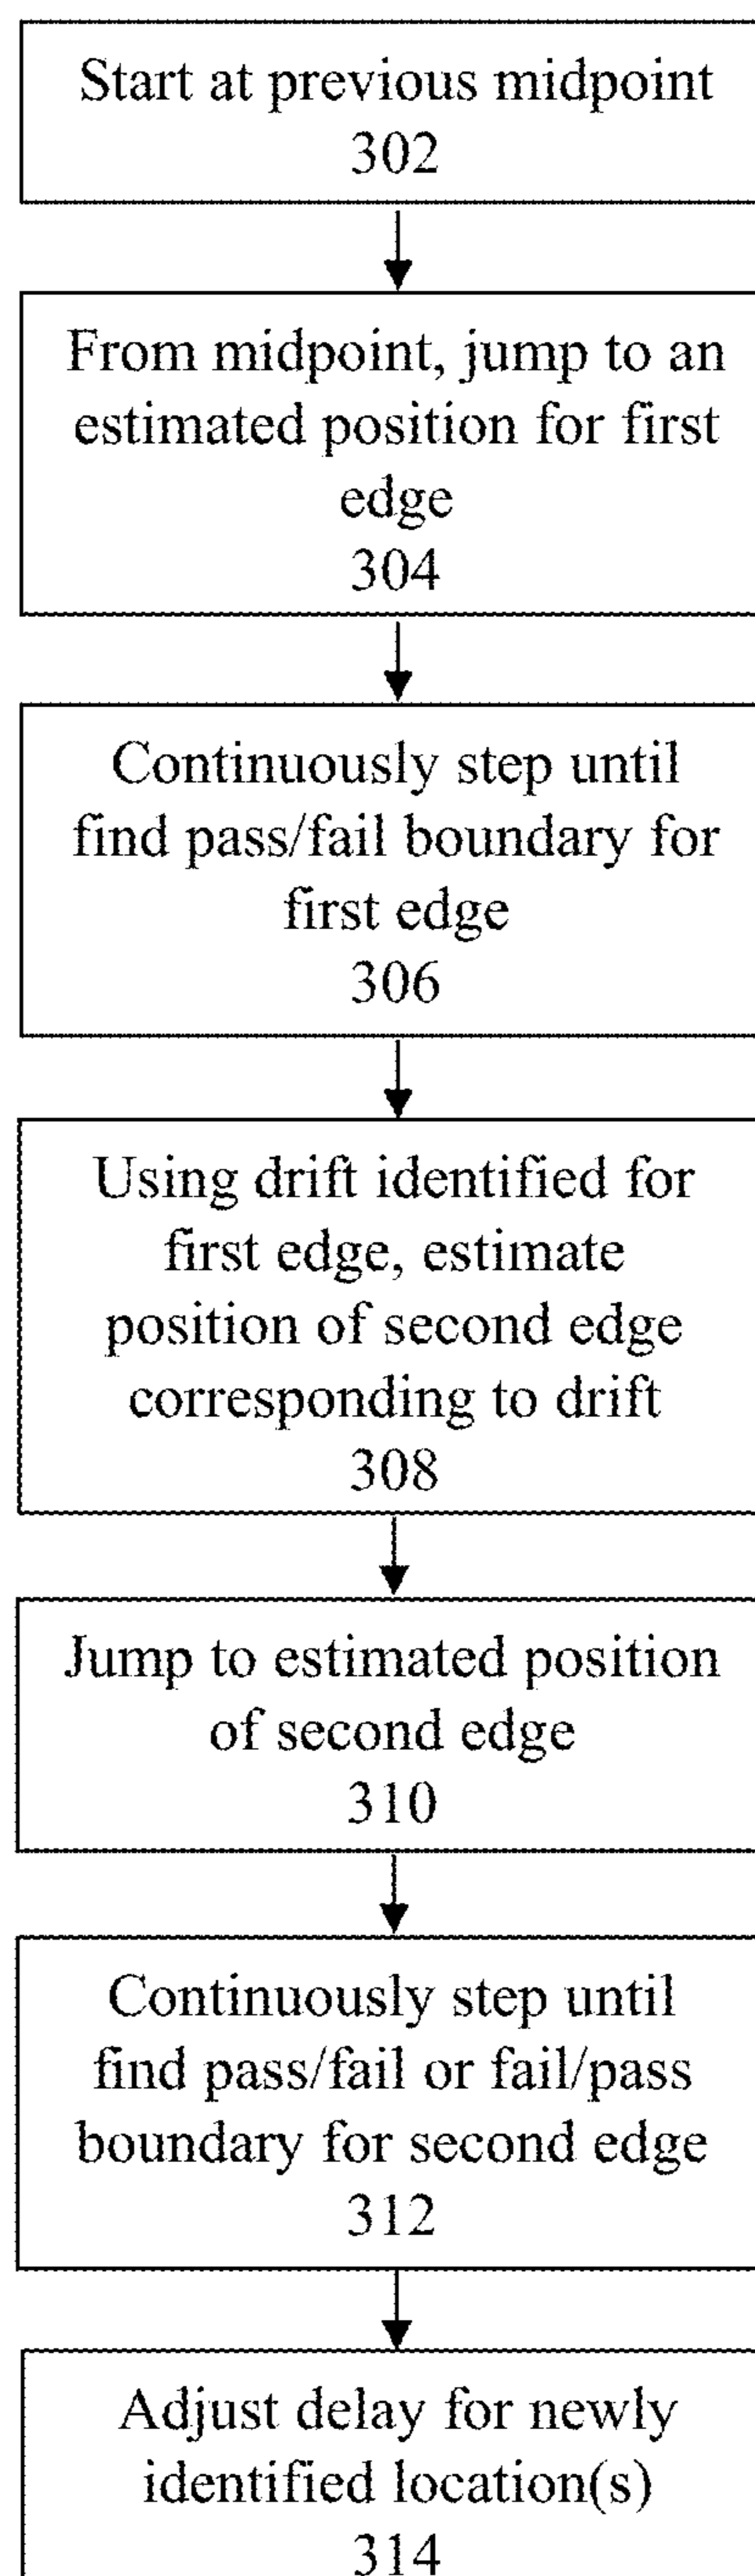 Start at previous midpoint
302
From midpoint, jump to an
estimated position for first
edge
304
Continuously step until
find pass/fail boundary for
first edge
306
Using drift identified for
first edge, estimate
position of second edge
corresponding to drift
308
Jump to estimated position
of second edge
310
Continuously step until
find pass/fail or fail/pass
boundary for second edge
312
Adjust delay for newly
identified location(s)
314